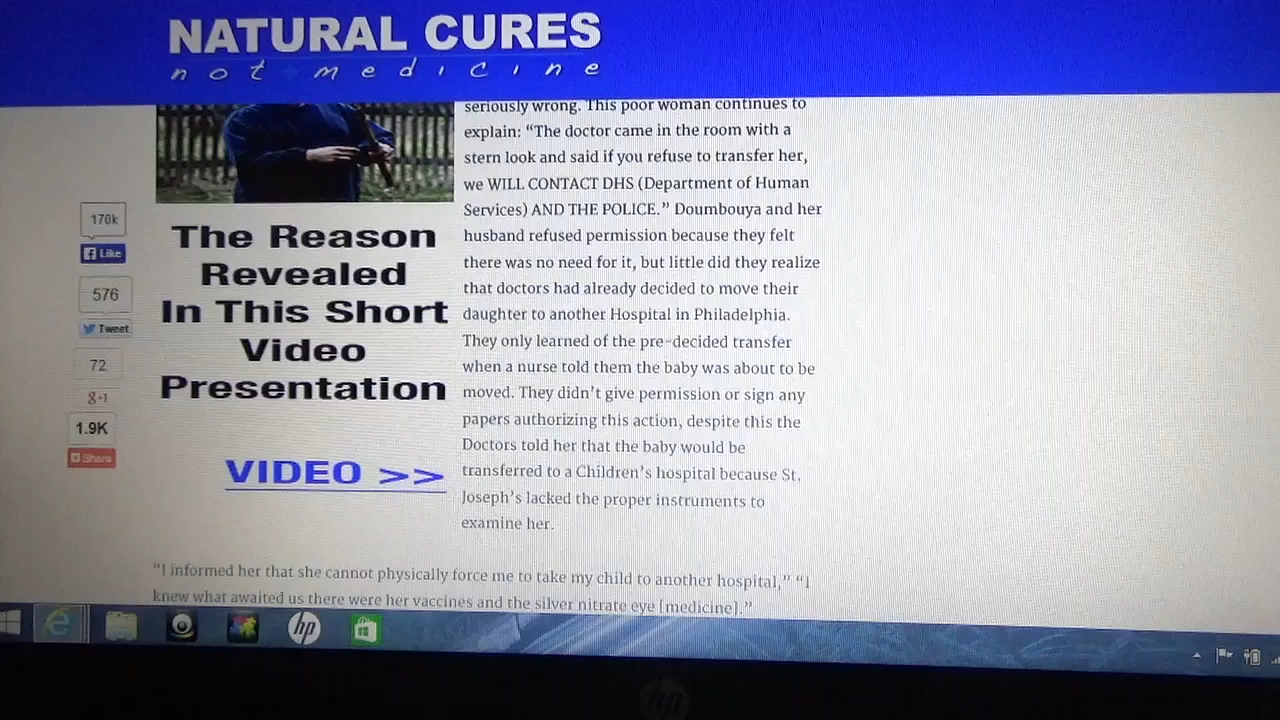 NATURAL CURES
not medicine
seriously wrong. This poor woman continues to
explain: “The doctor came in the room with a
stern look and said if you refuse to transfer her,
we WILL CONTACT DHS (Department of Human
Services) AND THE POLICE.” Doumbouya and her
husband refused permission because they felt
there was no need for it, but little did they realize
that doctors had already decided to move their
daughter to another Hospital in Philadelphia.
They only learned of the pre-decided transfer
when a nurse told them the baby was about to be
moved. They didn’t give permission or sign any
papers authorizing this action, despite this the
Doctors told her that the baby would be
transferred to a Children’s hospital because St.
Joseph’s lacked the proper instruments to
examine her.
“I informed her that she cannot physically force me to take my child to another hospital,” “I
knew what awaited us there were her vaccines and the silver nitrate eye [medicine].”
The Reason
Revealed
In This Short
Video
Presentation
VIDEO >>
170k
Like
576
Tweet
72
g+1
1.9K
Share
hp
hp